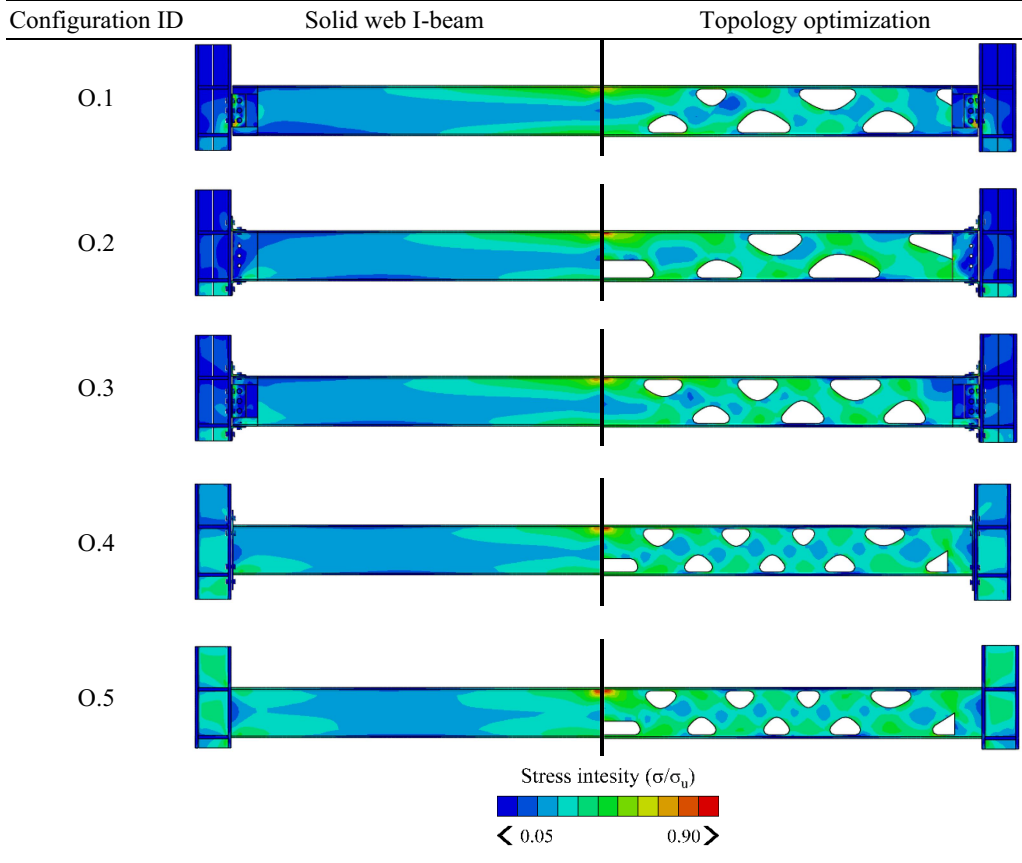 Configuration ID Solid web I-beam Topology optimization
O.1
O.2
O.3
O.4
O.5
Stress intesity (σ/σu)
< 0.05 0.90 >